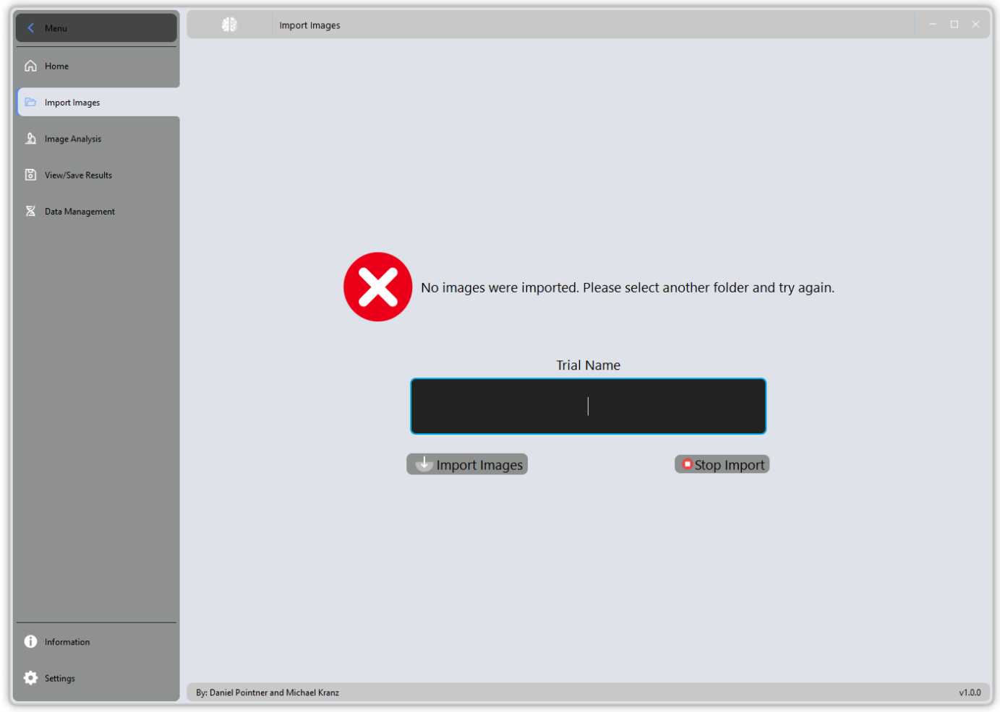 Menu
Import Images
Home
Import Images
Image Analysis
View/Save Results
Data Management
No images were imported. Please select another folder and try again.
Trial Name
Import Images
Stop Import
Information
Settings
By: Daniel Pointner and Michael Kranz
v1.0.0